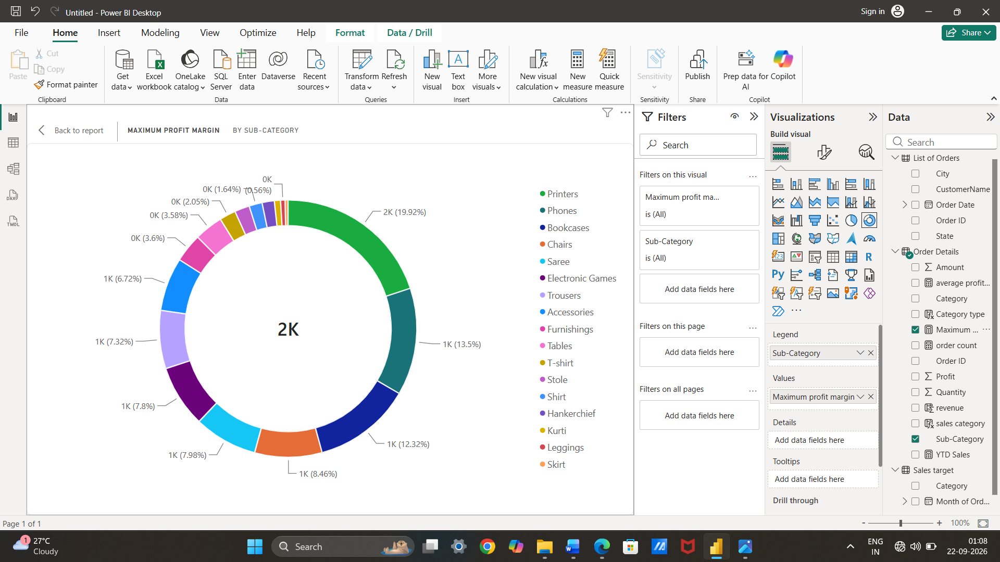 Untitled - Power BI Desktop
Sign in
File Home Insert Modeling View Optimize Help Format Data / Drill
Share
Paste
Cut
Copy
Format painter
Clipboard
Get data
Excel workbook
OneLake catalog
SQL Server
Enter data
Dataverse
Recent sources
Data
Transform data
Refresh
Queries
New visual
Text box
More visuals
Insert
New visual calculation
New measure
Quick measure
Calculations
Sensitivity
Sensitivity
Publish
Share
Prep data for AI
Copilot
Copilot
Back to report
MAXIMUM PROFIT MARGIN BY SUB-CATEGORY
0K
(0.56%)
0K (1.64%)
0K (2.05%)
0K (3.58%)
0K (3.6%)
1K (6.72%)
1K (7.32%)
1K (7.8%)
1K (7.98%)
1K (8.46%)
1K (12.32%)
1K (13.5%)
2K (19.92%)
2K
Printers
Phones
Bookcases
Chairs
Saree
Electronic Games
Trousers
Accessories
Furnishings
Tables
T-shirt
Stole
Shirt
Hankerchief
Kurti
Leggings
Skirt
Filters
Search
Filters on this visual
Maximum profit ma...
is (All)
Sub-Category
is (All)
Add data fields here
Filters on this page
Add data fields here
Filters on all pages
Add data fields here
Visualizations
Build visual
123
R
Py
Legend
Sub-Category
Values
Maximum profit margin
Details
Add data fields here
Tooltips
Add data fields here
Drill through
Data
Search
List of Orders
City
CustomerName
Order Date
Order ID
State
Order Details
Amount
average profit...
Category
Category type
Maximum ...
order count
Order ID
Profit
Quantity
revenue
sales category
Sub-Category
YTD Sales
Sales target
Category
Month of Ord...
DAX
TMDL
Page 1 of 1
100%
1
27°C
Cloudy
Search
ENG
IN
01:08
22-09-2026